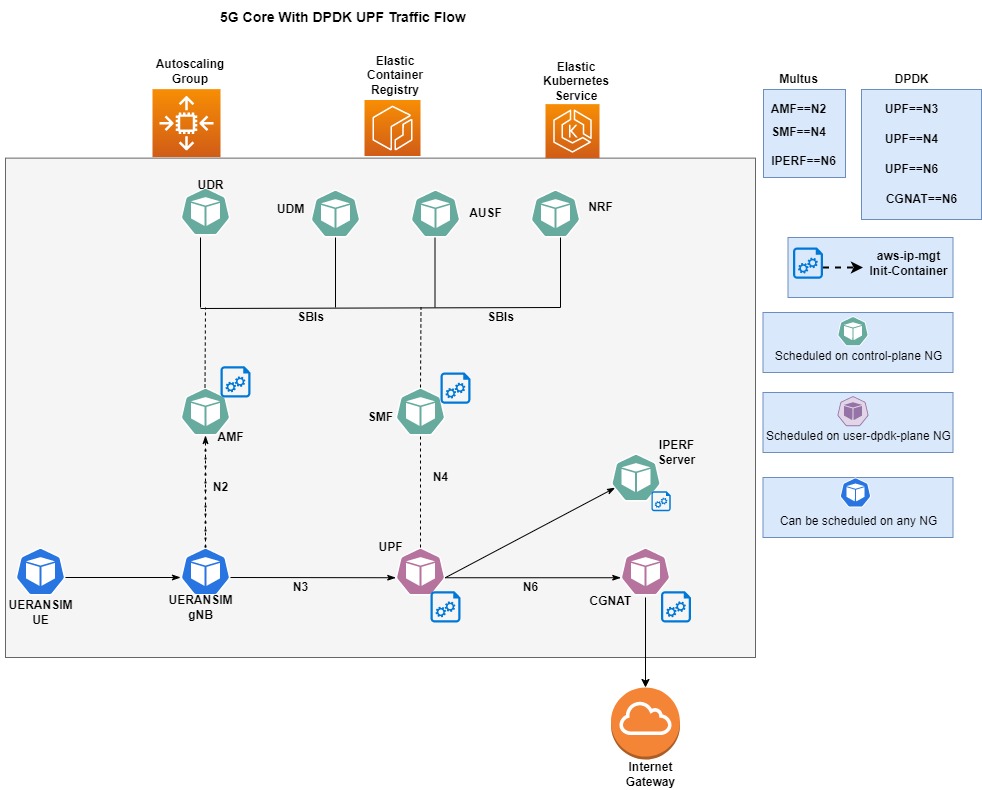 5G Core With DPDK UPF Traffic Flow
Autoscaling
Group
Elastic
Container
Registry
Elastic
Kubernetes
Service
Multus
AMF==N2
SMF==N4
IPERF==N6
DPDK
UPF==N3
UPF==N4
UPF==N6
CGNAT==N6
UDR
UDM
AUSF
NRF
SBIs
SBIs
aws-ip-mgt
Init-Container
Scheduled on control-plane NG
Scheduled on user-dpdk-plane NG
Can be scheduled on any NG
AMF
SMF
N2
N4
IPERF
Server
UERANSIM
UE
UERANSIM
gNB
N3
UPF
N6
CGNAT
Internet
Gateway